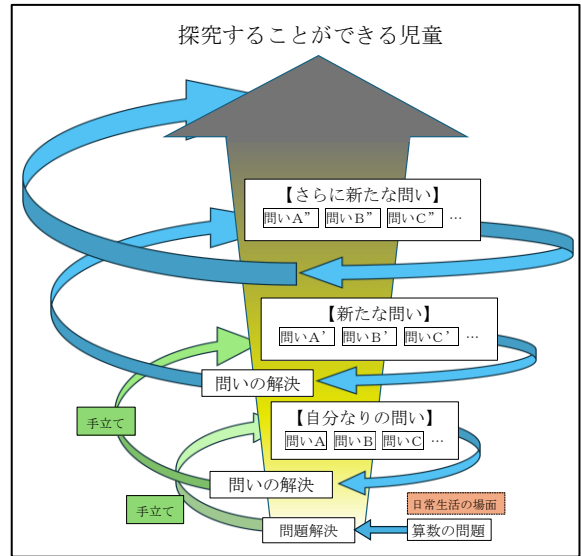 探究することができる児童
【さらに新たな問い】
問いA” 問いB” 問いC” …
【新たな問い】
問いA’ 問いB’ 問いC’ …
問いの解決
【自分なりの問い】
問いA 問いB 問いC …
手立て
問いの解決
手立て
日常生活の場面
問題解決
算数の問題